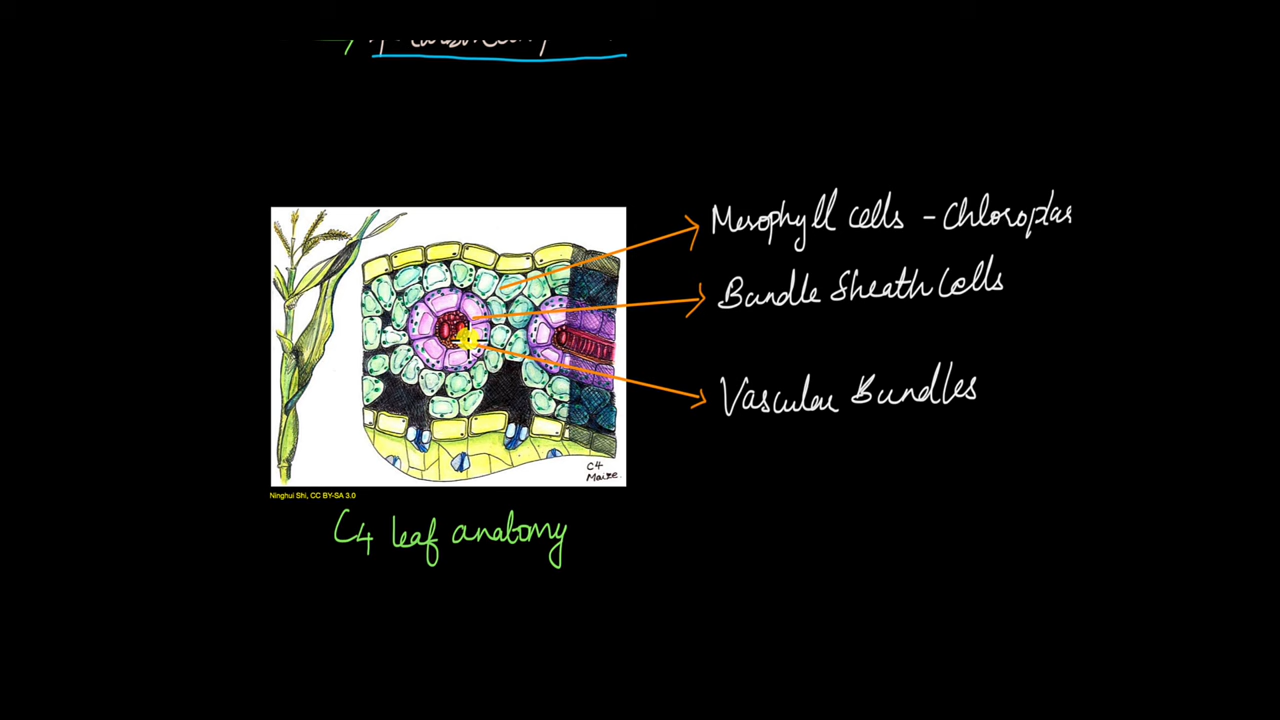 Mesophyll cells - Chloroplas
Bundle Sheath Cells
Vascular Bundles
C4
Maize.
Ninghui Shi, CC BY-SA 3.0
C4 leaf anatomy